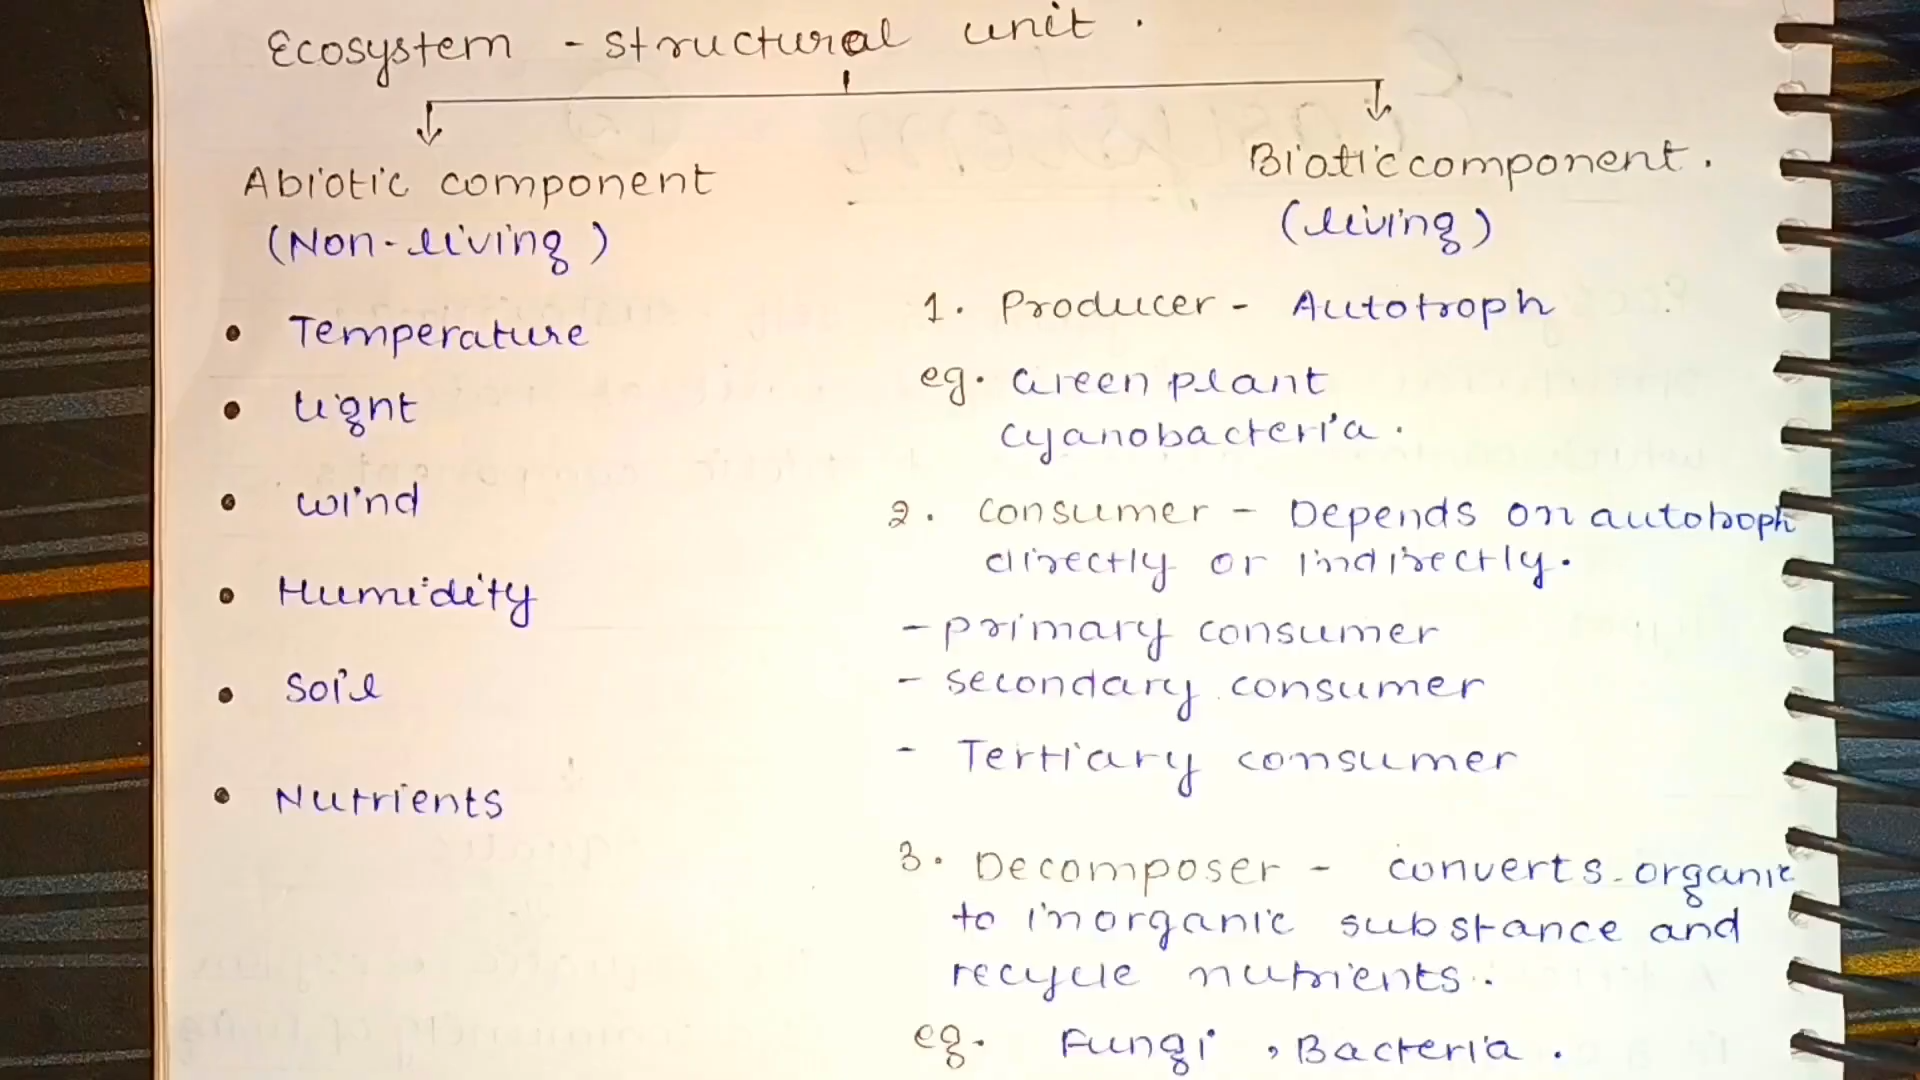 Ecosystem - structural unit.
Abiotic component
(Non-living)
• Temperature
• Light
• Wind
• Humidity
• Soil
• Nutrients
Biotic component.
(living)
1. Producer - Autotroph
eg. Green plant
cyanobacteria.
2. Consumer - Depends on autotroph
directly or indirectly.
- primary consumer
- secondary consumer
- Tertiary consumer
3. Decomposer - converts organic
to inorganic substance and
recycle nutrients.
eg. Fungi, Bacteria.